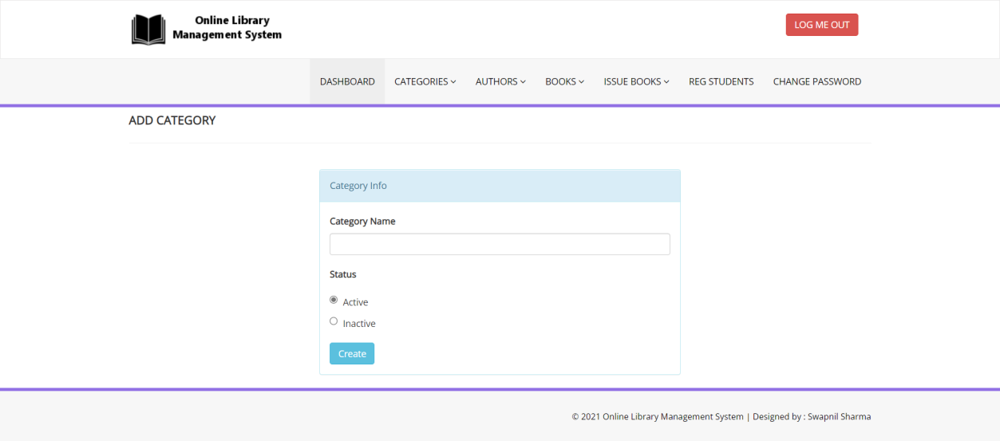 Online Library
Management System
LOG ME OUT
DASHBOARD CATEGORIES AUTHORS BOOKS ISSUE BOOKS REG STUDENTS CHANGE PASSWORD
ADD CATEGORY
Category Info
Category Name
Status
Active
Inactive
Create
© 2021 Online Library Management System | Designed by : Swapnil Sharma